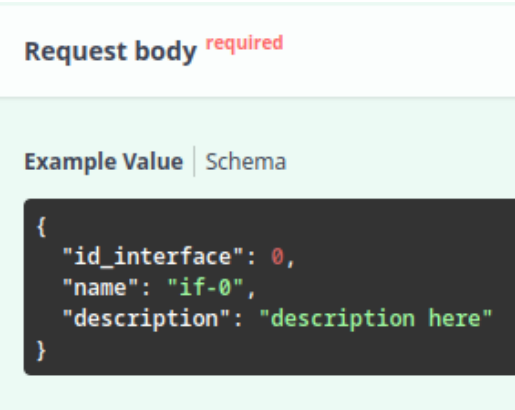 Request body required
Example Value Schema
{
"id_interface": 0,
"name": "if-0",
"description": "description here"
}